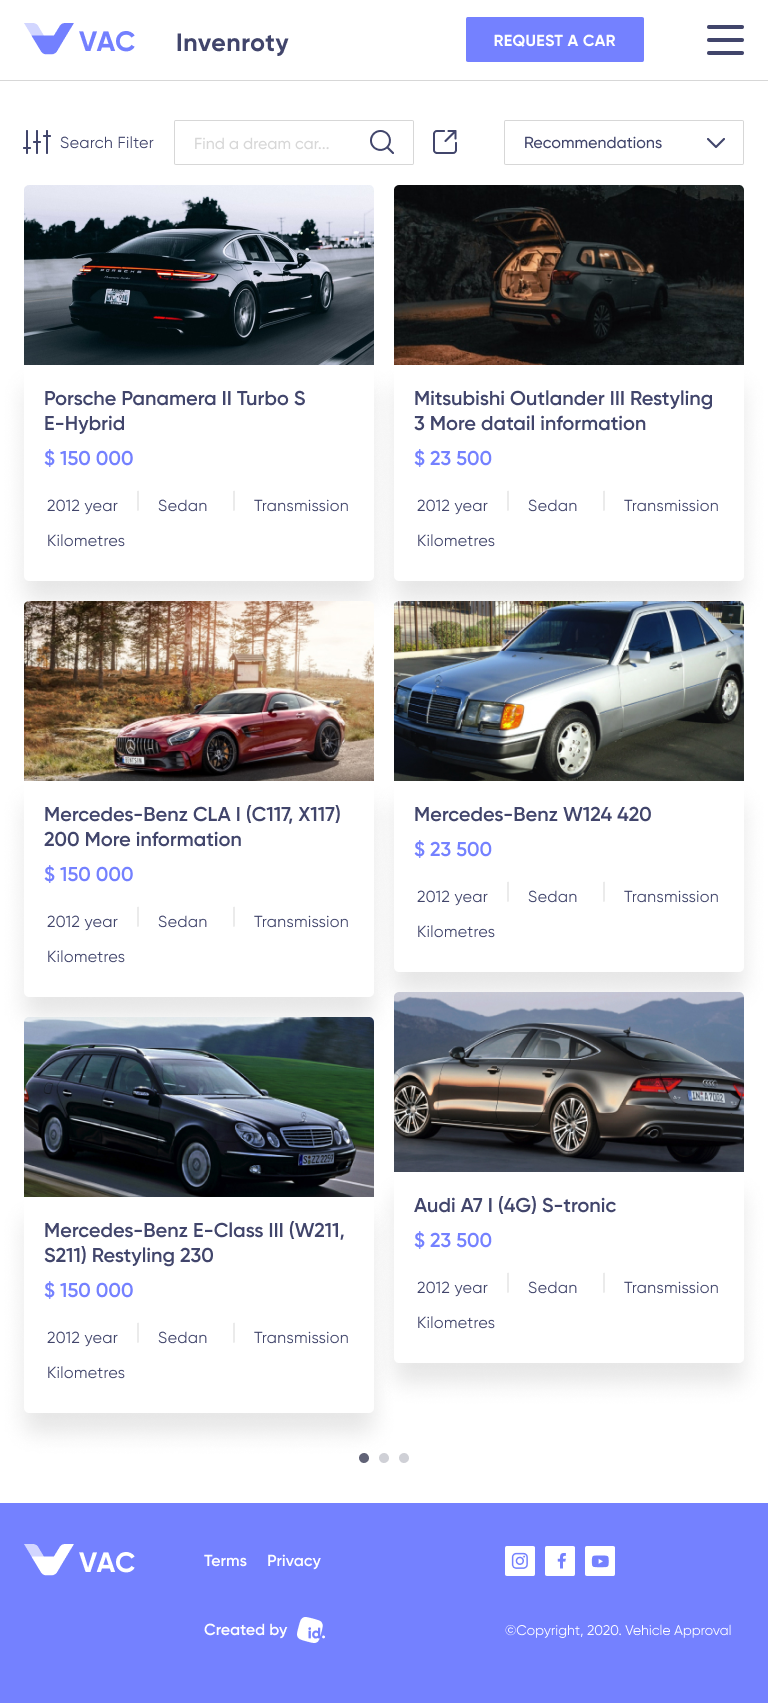 VAC
Invenroty
REQUEST A CAR
Search Filter
Find a dream car...
Recommendations
PORSCHE
Porsche Panamera II Turbo S
E-Hybrid
$ 150 000
2012 year
Sedan
Transmission
Kilometres
Mitsubishi Outlander III Restyling
3 More datail information
$ 23 500
2012 year
Sedan
Transmission
Kilometres
Mercedes-Benz CLA I (C117, X117)
200 More information
$ 150 000
2012 year
Sedan
Transmission
Kilometres
Mercedes-Benz W124 420
$ 23 500
2012 year
Sedan
Transmission
Kilometres
Mercedes-Benz E-Class III (W211,
S211) Restyling 230
$ 150 000
2012 year
Sedan
Transmission
Kilometres
Audi A7 I (4G) S-tronic
$ 23 500
2012 year
Sedan
Transmission
Kilometres
VAC
Terms
Privacy
Created by id.
©Copyright, 2020. Vehicle Approval